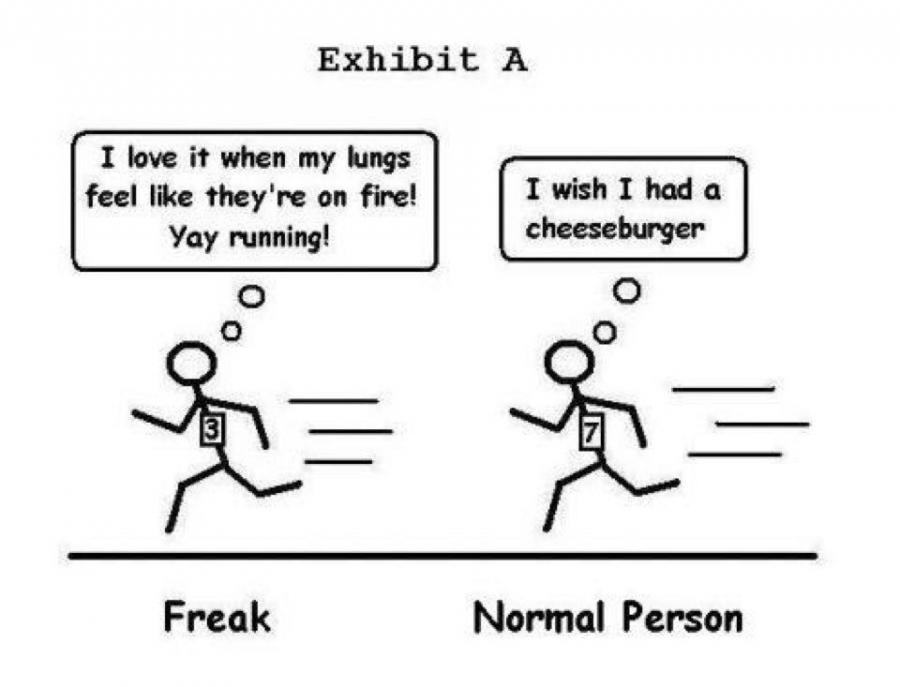 Exhibit A
I love it when my lungs
feel like they're on fire!
Yay running!
I wish I had a
cheeseburger
3
7
Freak
Normal Person